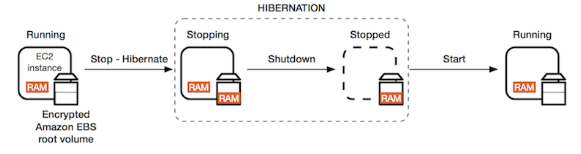 HIBERNATION
Running
Stopping
Stopped
Running
EC2
instance
RAM
Stop - Hibernate
RAM
RAM
Shutdown
RAM
Start
RAM
Encrypted
Amazon EBS
root volume